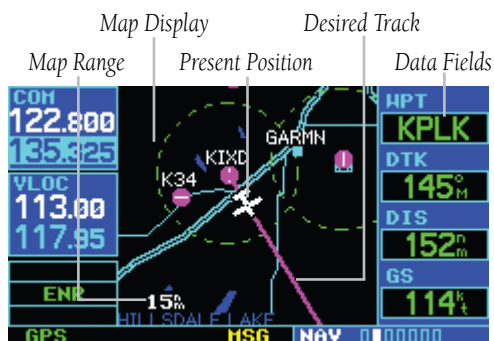 Map Display
Desired Track
Map Range
Present Position
Data Fields
COM
122.800
135.325
VLOC
113.00
117.95
ENR
GPS
K34
KIXD
GARMN
15nm
HILLSDALE LAKE
MSG
NAV
WPT
KPLK
DTK
145°M
DIS
152nm
GS
114kt